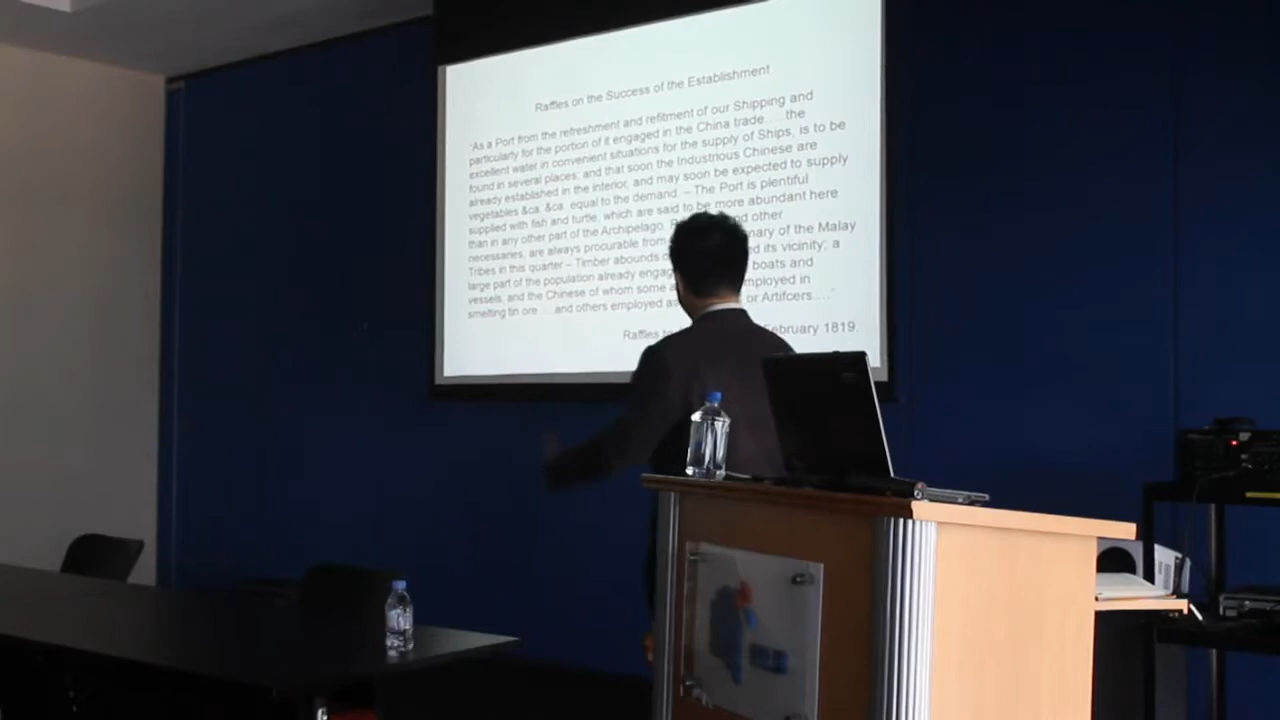 Raffles on the Success of the Establishment
"As a Port from the refreshment and refitment of our Shipping and
particularly for the portion of it engaged in the China trade.....the
excellent water in convenient situations for the supply of Ships, is to be
found in several places; and that soon the Industrious Chinese are
already established in the interior, and may soon be expected to supply
vegetables &ca. &ca. equal to the demand. – The Port is plentiful
supplied with fish and turtle, which are said to be more abundant here
than in any other part of the Archipelago. nd other
necessaries, are always procurable from nary of the Malay
Tribes in this quarter – Timber abounds d its vicinity; a
large part of the population already engag boats and
vessels, and the Chinese of whom some a mployed in
smelting tin ore.....and others employed as or Artifcers...."
Raffles to February 1819.